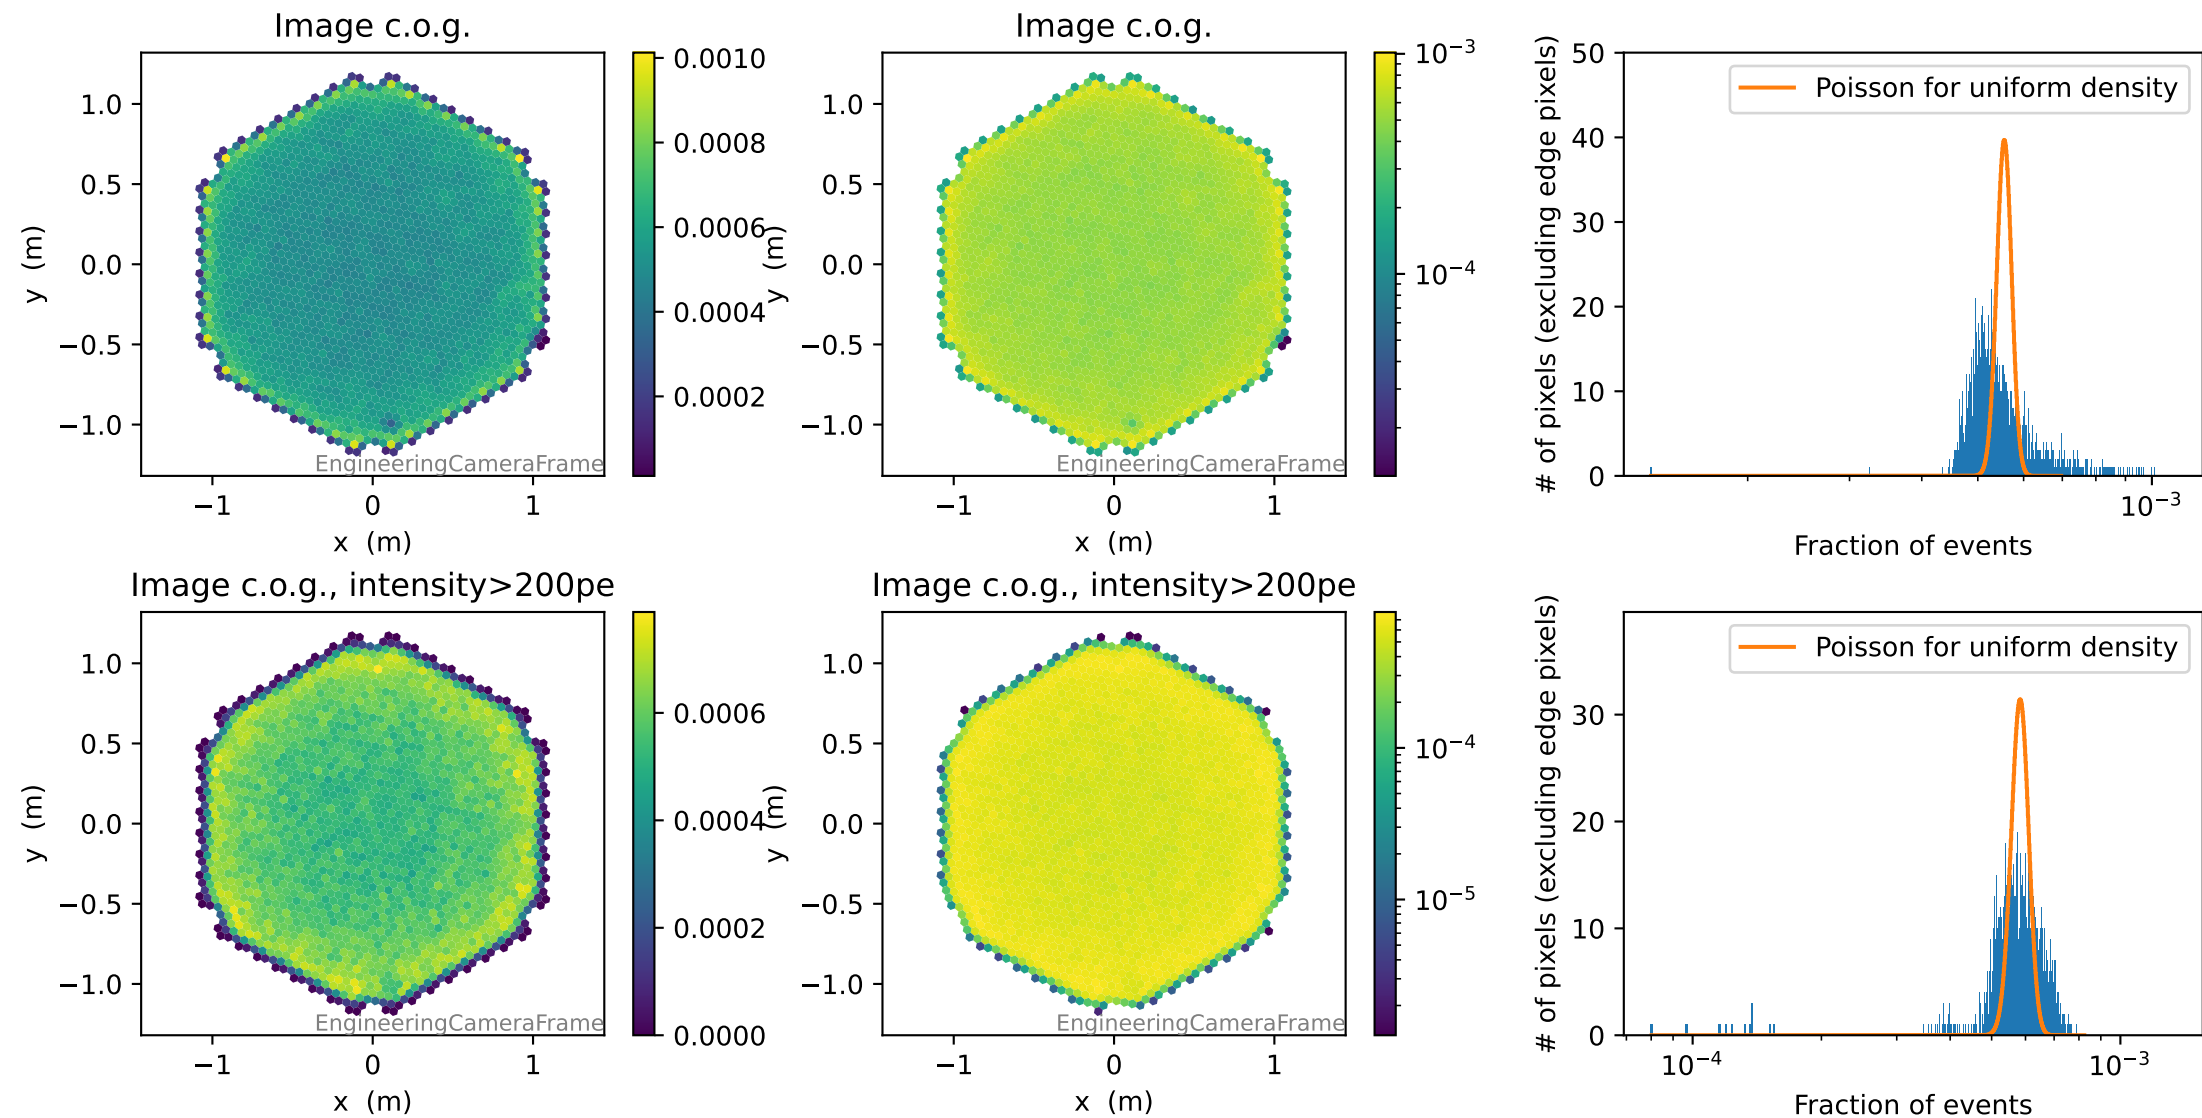 Image c.o.g.
1.0
0.5
0.0
−0.5
−1.0
y (m)
−1
0
1
x (m)
EngineeringCameraFrame
0.0010
0.0008
0.0006
0.0004
0.0002
Image c.o.g.
1.0
0.5
0.0
−0.5
−1.0
y (m)
−1
0
1
x (m)
EngineeringCameraFrame
10⁻³
10⁻⁴
Poisson for uniform density
50
40
30
20
10
0
# of pixels (excluding edge pixels)
10⁻³
Fraction of events
Image c.o.g., intensity>200pe
1.0
0.5
0.0
−0.5
−1.0
y (m)
−1
0
1
x (m)
EngineeringCameraFrame
0.0006
0.0004
0.0002
0.0000
Image c.o.g., intensity>200pe
1.0
0.5
0.0
−0.5
−1.0
y (m)
−1
0
1
x (m)
EngineeringCameraFrame
10⁻⁴
10⁻⁵
Poisson for uniform density
30
20
10
0
# of pixels (excluding edge pixels)
10⁻⁴
10⁻³
Fraction of events